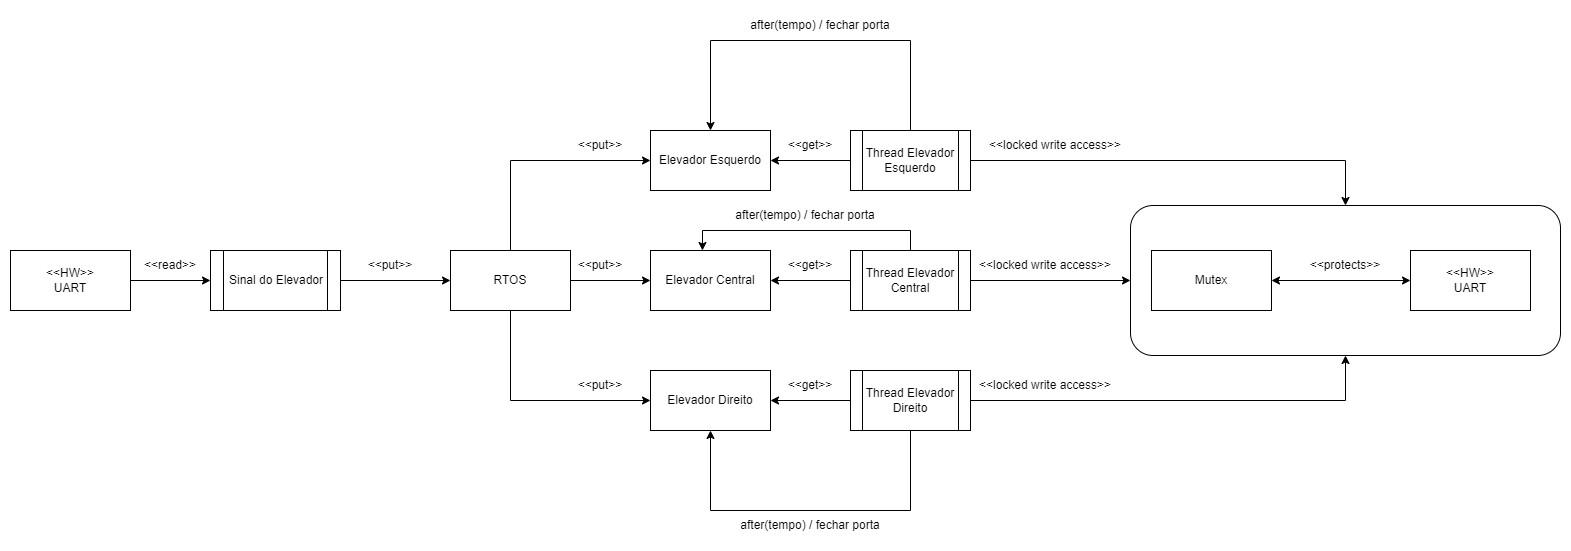 after(tempo) / fechar porta
<<put>>
Elevador Esquerdo
<<get>>
Thread Elevador
Esquerdo
<<locked write access>>
after(tempo) / fechar porta
<<HW>>
UART
<<read>>
Sinal do Elevador
<<put>>
RTOS
<<put>>
Elevador Central
<<get>>
Thread Elevador
Central
<<locked write access>>
Mutex
<<protects>>
<<HW>>
UART
<<put>>
Elevador Direito
<<get>>
Thread Elevador
Direito
<<locked write access>>
after(tempo) / fechar porta